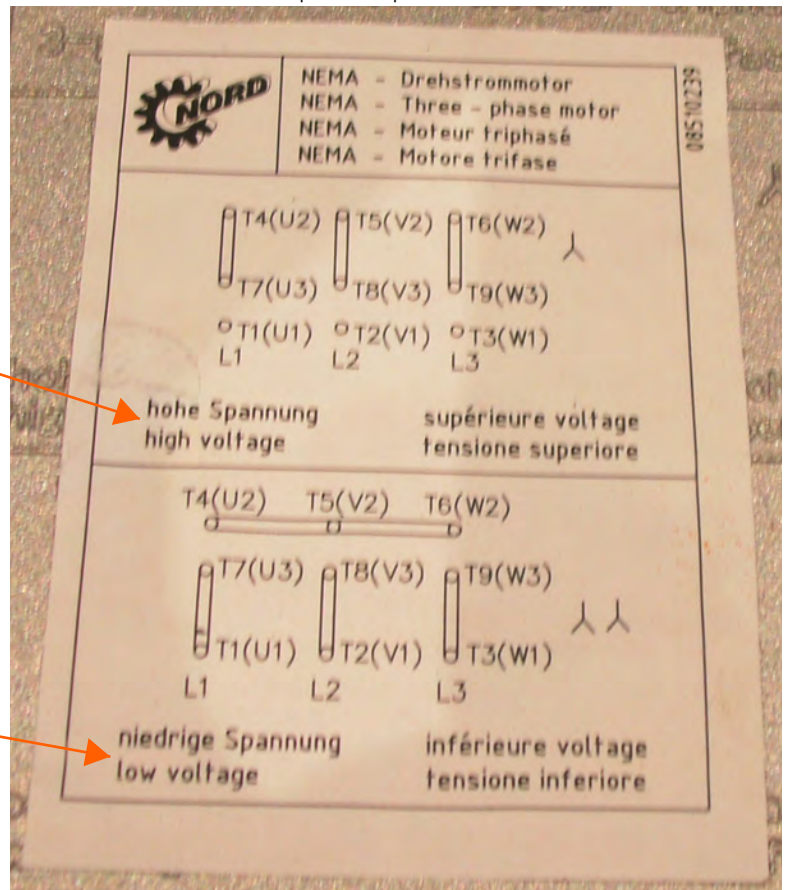 NORD
NEMA - Drehstrommotor
NEMA - Three - phase motor
NEMA - Moteur triphasé
NEMA - Motore trifase
08510239
T4(U2) T5(V2) T6(W2)
T7(U3) T8(V3) T9(W3)
T1(U1) T2(V1) T3(W1)
L1 L2 L3
hohe Spannung supérieure voltage
high voltage tensione superiore
T4(U2) T5(V2) T6(W2)
T7(U3) T8(V3) T9(W3)
T1(U1) T2(V1) T3(W1)
L1 L2 L3
niedrige Spannung inférieure voltage
low voltage tensione inferiore